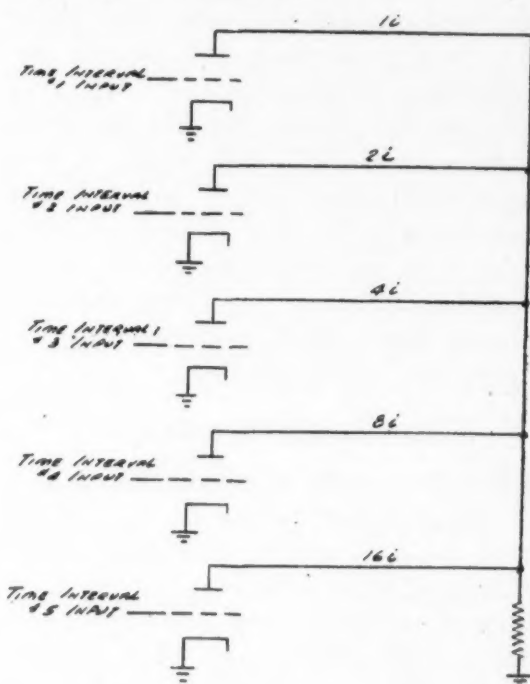 1i
TIME INTERVAL
#1 INPUT
2i
TIME INTERVAL
#2 INPUT
4i
TIME INTERVAL
#3 INPUT
8i
TIME INTERVAL
#4 INPUT
16i
TIME INTERVAL
#5 INPUT